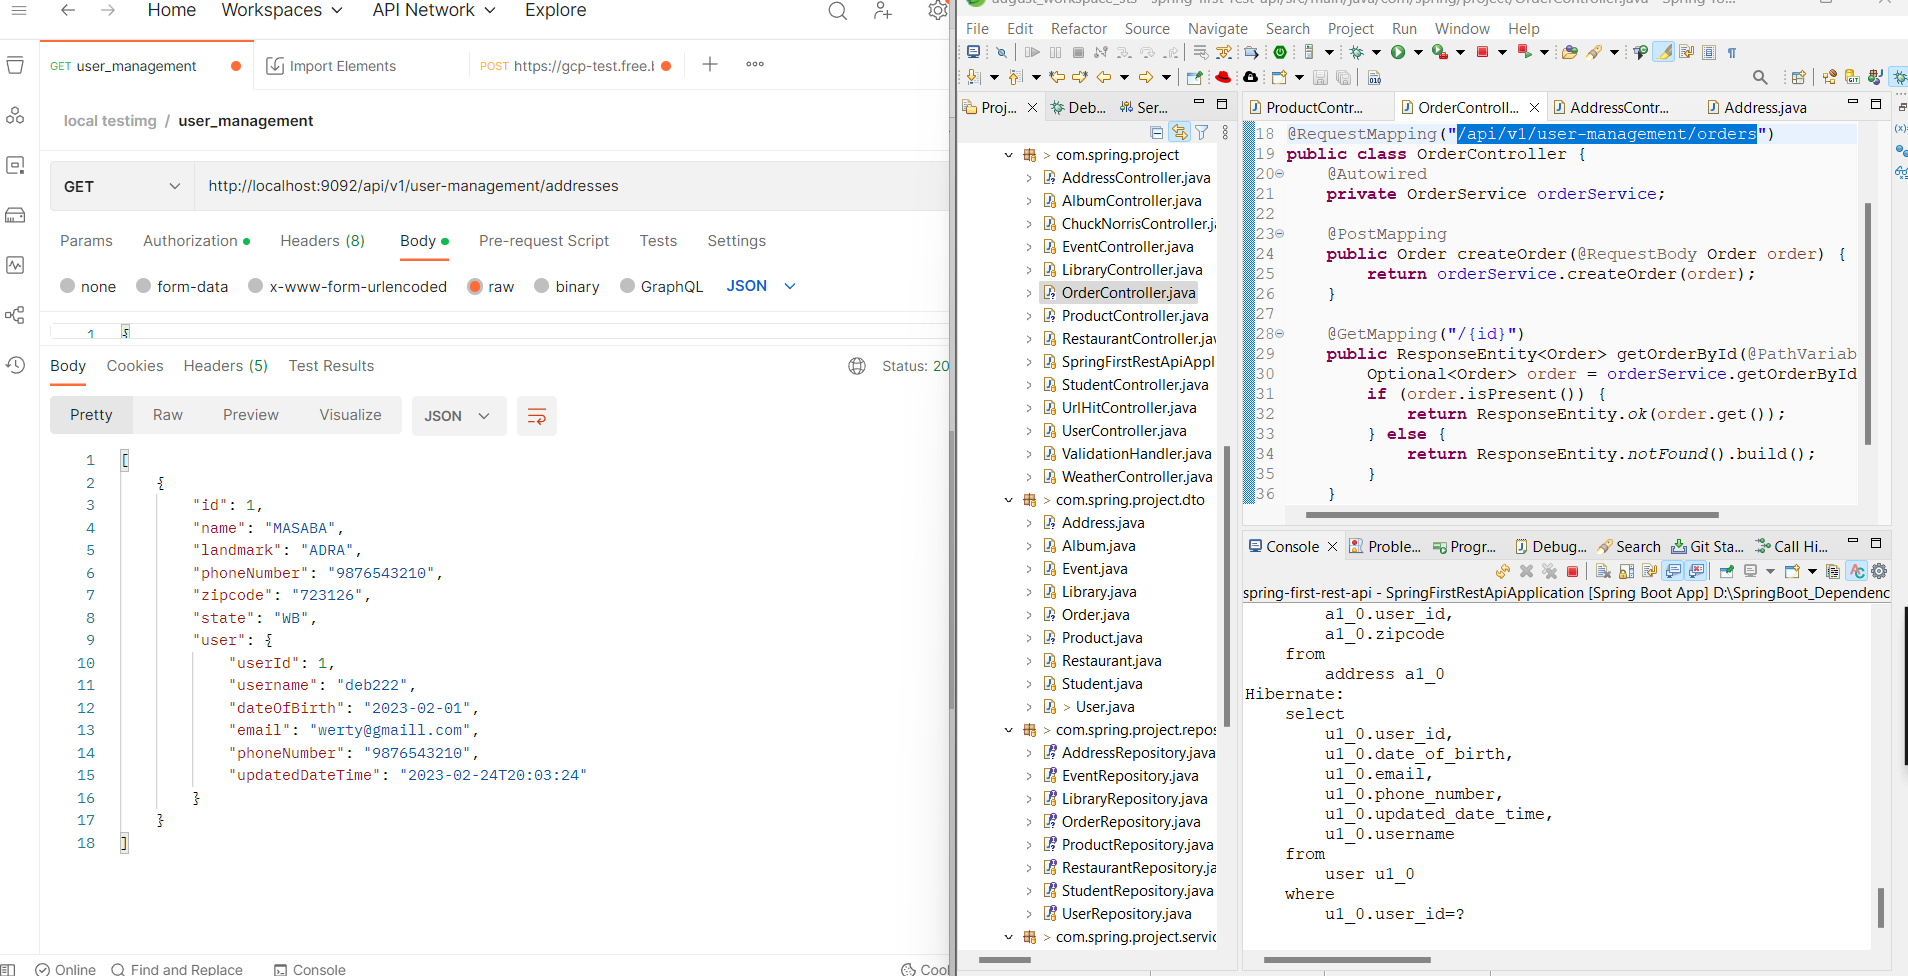 Home Workspaces API Network Explore
GET user_management
Import Elements
POST https://gcp-test.free.b
local testimg / user_management
GET http://localhost:9092/api/v1/user-management/addresses
Params Authorization Headers (8) Body Pre-request Script Tests Settings
none form-data x-www-form-urlencoded raw binary GraphQL JSON
1 {
Body Cookies Headers (5) Test Results Status: 20
Pretty Raw Preview Visualize JSON
1 [
2 {
3 "id": 1,
4 "name": "MASABA",
5 "landmark": "ADRA",
6 "phoneNumber": "9876543210",
7 "zipcode": "723126",
8 "state": "WB",
9 "user": {
10 "userId": 1,
11 "username": "deb222",
12 "dateOfBirth": "2023-02-01",
13 "email": "werty@gmaill.com",
14 "phoneNumber": "9876543210",
15 "updatedDateTime": "2023-02-24T20:03:24"
16 }
17 }
18 ]
Online Find and Replace Console Coo
File Edit Refactor Source Navigate Search Project Run Window Help
Proj... Deb... Ser...
com.spring.project
AddressController.java
AlbumController.java
ChuckNorrisController.ja
EventController.java
LibraryController.java
OrderController.java
ProductController.java
RestaurantController.jav
SpringFirstRestApiAppl
StudentController.java
UrlHitController.java
UserController.java
ValidationHandler.java
WeatherController.java
> com.spring.project.dto
Address.java
Album.java
Event.java
Library.java
Order.java
Product.java
Restaurant.java
Student.java
> User.java
> com.spring.project.repos
AddressRepository.java
EventRepository.java
LibraryRepository.java
OrderRepository.java
ProductRepository.java
RestaurantRepository.ja
StudentRepository.java
UserRepository.java
> com.spring.project.servic
ProductContr... OrderControll... AddressContr... Address.java
18 @RequestMapping("/api/v1/user-management/orders")
19 public class OrderController {
20 @Autowired
21 private OrderService orderService;
22
23 @PostMapping
24 public Order createOrder(@RequestBody Order order) {
25 return orderService.createOrder(order);
26 }
27
28 @GetMapping("/{id}")
29 public ResponseEntity<Order> getOrderById(@PathVariab
30 Optional<Order> order = orderService.getOrderById
31 if (order.isPresent()) {
32 return ResponseEntity.ok(order.get());
33 } else {
34 return ResponseEntity.notFound().build();
35 }
36 }
Console Proble... Progr... Debug... Search Git Sta... Call Hi...
spring-first-rest-api - SpringFirstRestApiApplication [Spring Boot App] D:\SpringBoot_Dependenc
a1_0.user_id,
a1_0.zipcode
from
address a1_0
Hibernate:
select
u1_0.user_id,
u1_0.date_of_birth,
u1_0.email,
u1_0.phone_number,
u1_0.updated_date_time,
u1_0.username
from
user u1_0
where
u1_0.user_id=?